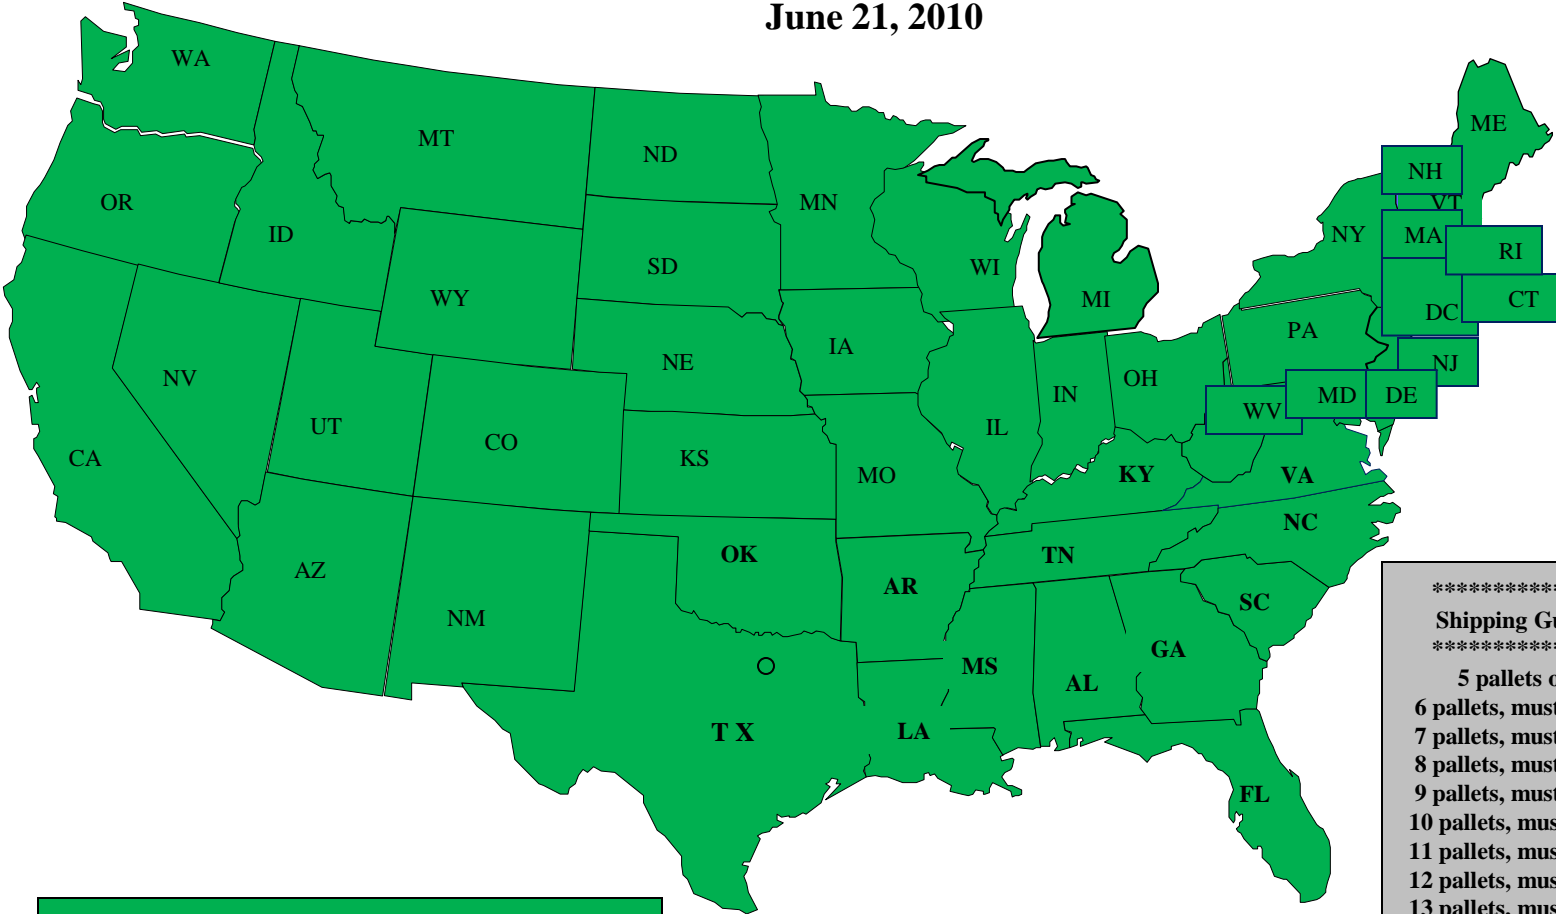 June 21, 2010
WA
MT
ND
ME
NH
OR
MN
VT
ID
NY
MA
RI
SD
WI
WY
MI
CT
DC
PA
IA
NE
NJ
NV
OH
IN
MD
DE
WV
UT
IL
CO
CA
KS
MO
KY
VA
NC
OK
TN
AZ
AR
SC
NM
GA
MS
AL
T X
LA
FL
************
Shipping Gu
************
5 pallets o
6 pallets, must
7 pallets, must
8 pallets, must
9 pallets, must
10 pallets, mus
11 pallets, mus
12 pallets, mus
13 pallets, mus